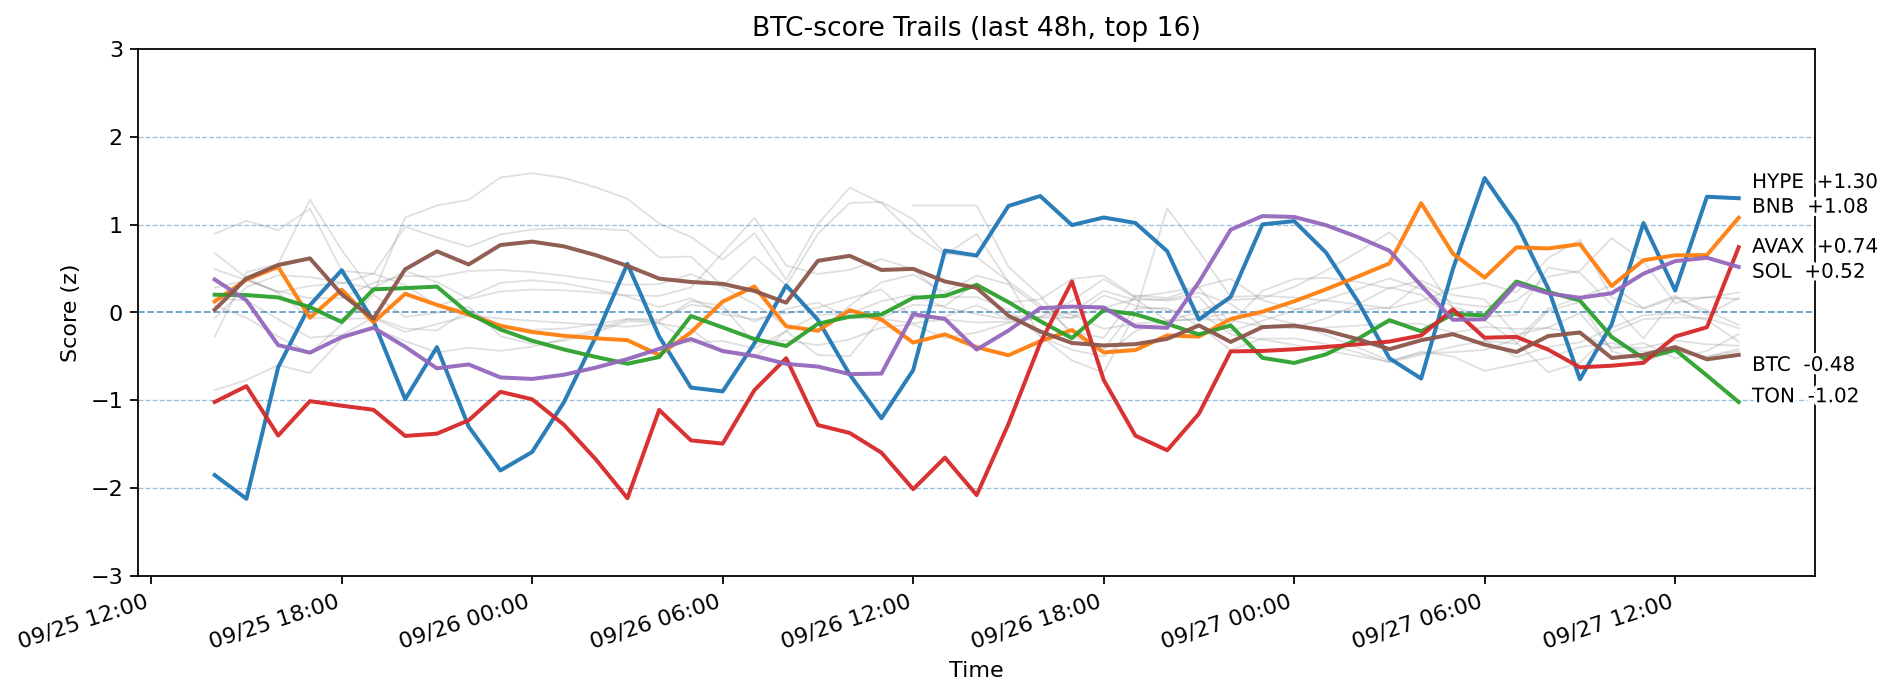 BTC-score Trails (last 48h, top 16)
Score (z)
3
2
1
0
−1
−2
−3
HYPE +1.30
BNB +1.08
AVAX +0.74
SOL +0.52
BTC -0.48
TON -1.02
09/25 12:00
09/25 18:00
09/26 00:00
09/26 06:00
09/26 12:00
09/26 18:00
09/27 00:00
09/27 06:00
09/27 12:00
Time